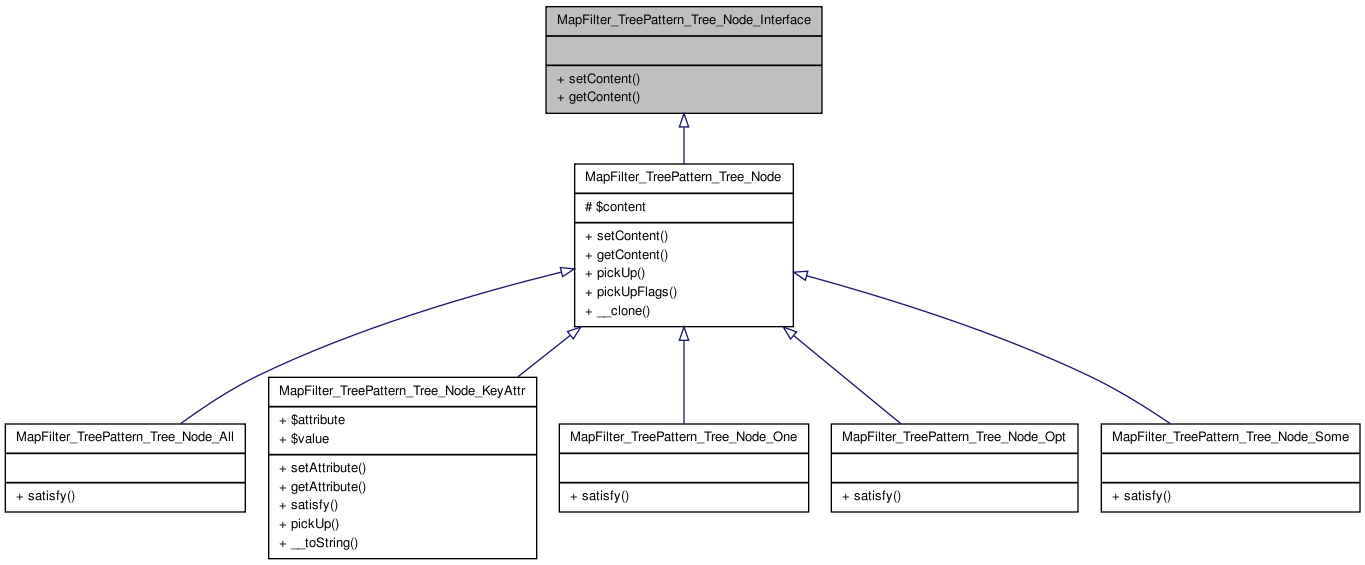 MapFilter_TreePattern_Tree_Node_Interface
+ setContent()
+ getContent()
MapFilter_TreePattern_Tree_Node
# $content
+ setContent()
+ getContent()
+ pickUp()
+ pickUpFlags()
+ __clone()
MapFilter_TreePattern_Tree_Node_All
+ satisfy()
MapFilter_TreePattern_Tree_Node_KeyAttr
+ $attribute
+ $value
+ setAttribute()
+ getAttribute()
+ satisfy()
+ pickUp()
+ __toString()
MapFilter_TreePattern_Tree_Node_One
+ satisfy()
MapFilter_TreePattern_Tree_Node_Opt
+ satisfy()
MapFilter_TreePattern_Tree_Node_Some
+ satisfy()